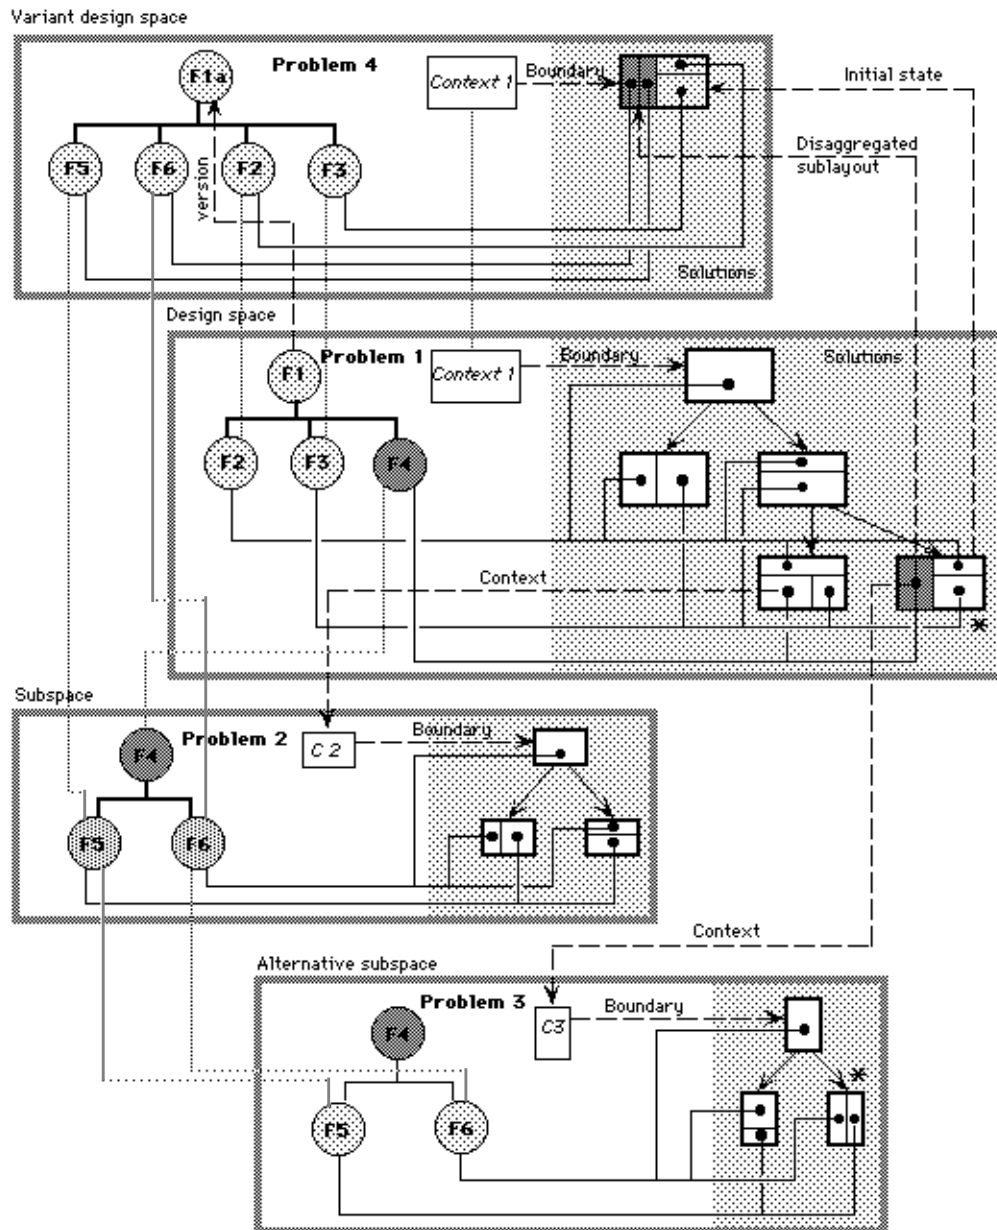 Variant design space
F1a
Problem 4
Context 1
Boundary
Initial state
F5
F6
F2
F3
version
Disaggregated
sublayout
Solutions
Design space
F1
Problem 1
Context 1
Boundary
Solutions
F2
F3
F4
Context
*
Subspace
F4
Problem 2
C 2
Boundary
F5
F6
Context
Alternative subspace
F4
Problem 3
C3
Boundary
*
F5
F6